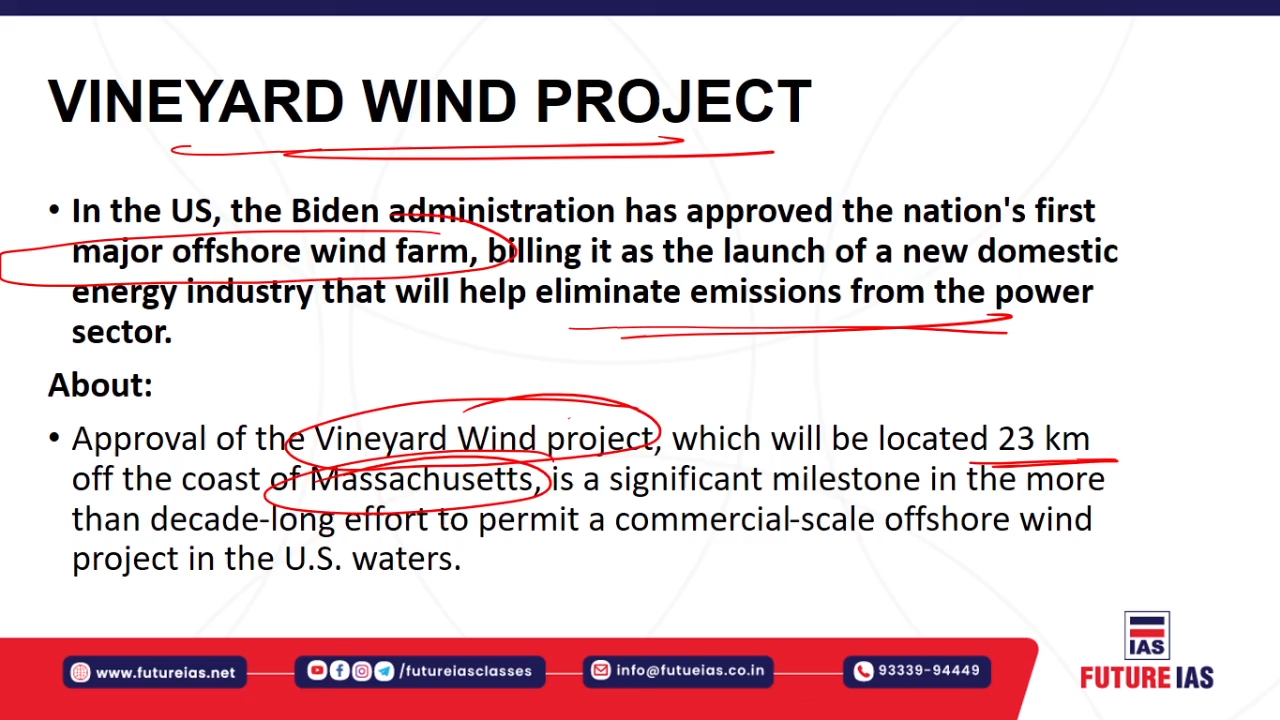 VINEYARD WIND PROJECT
• In the US, the Biden administration has approved the nation's first
major offshore wind farm, billing it as the launch of a new domestic
energy industry that will help eliminate emissions from the power
sector.
About:
• Approval of the Vineyard Wind project, which will be located 23 km
off the coast of Massachusetts, is a significant milestone in the more
than decade-long effort to permit a commercial-scale offshore wind
project in the U.S. waters.
IAS
FUTURE IAS
www.futureias.net
/futureiasclasses
info@futueias.co.in
93339-94449